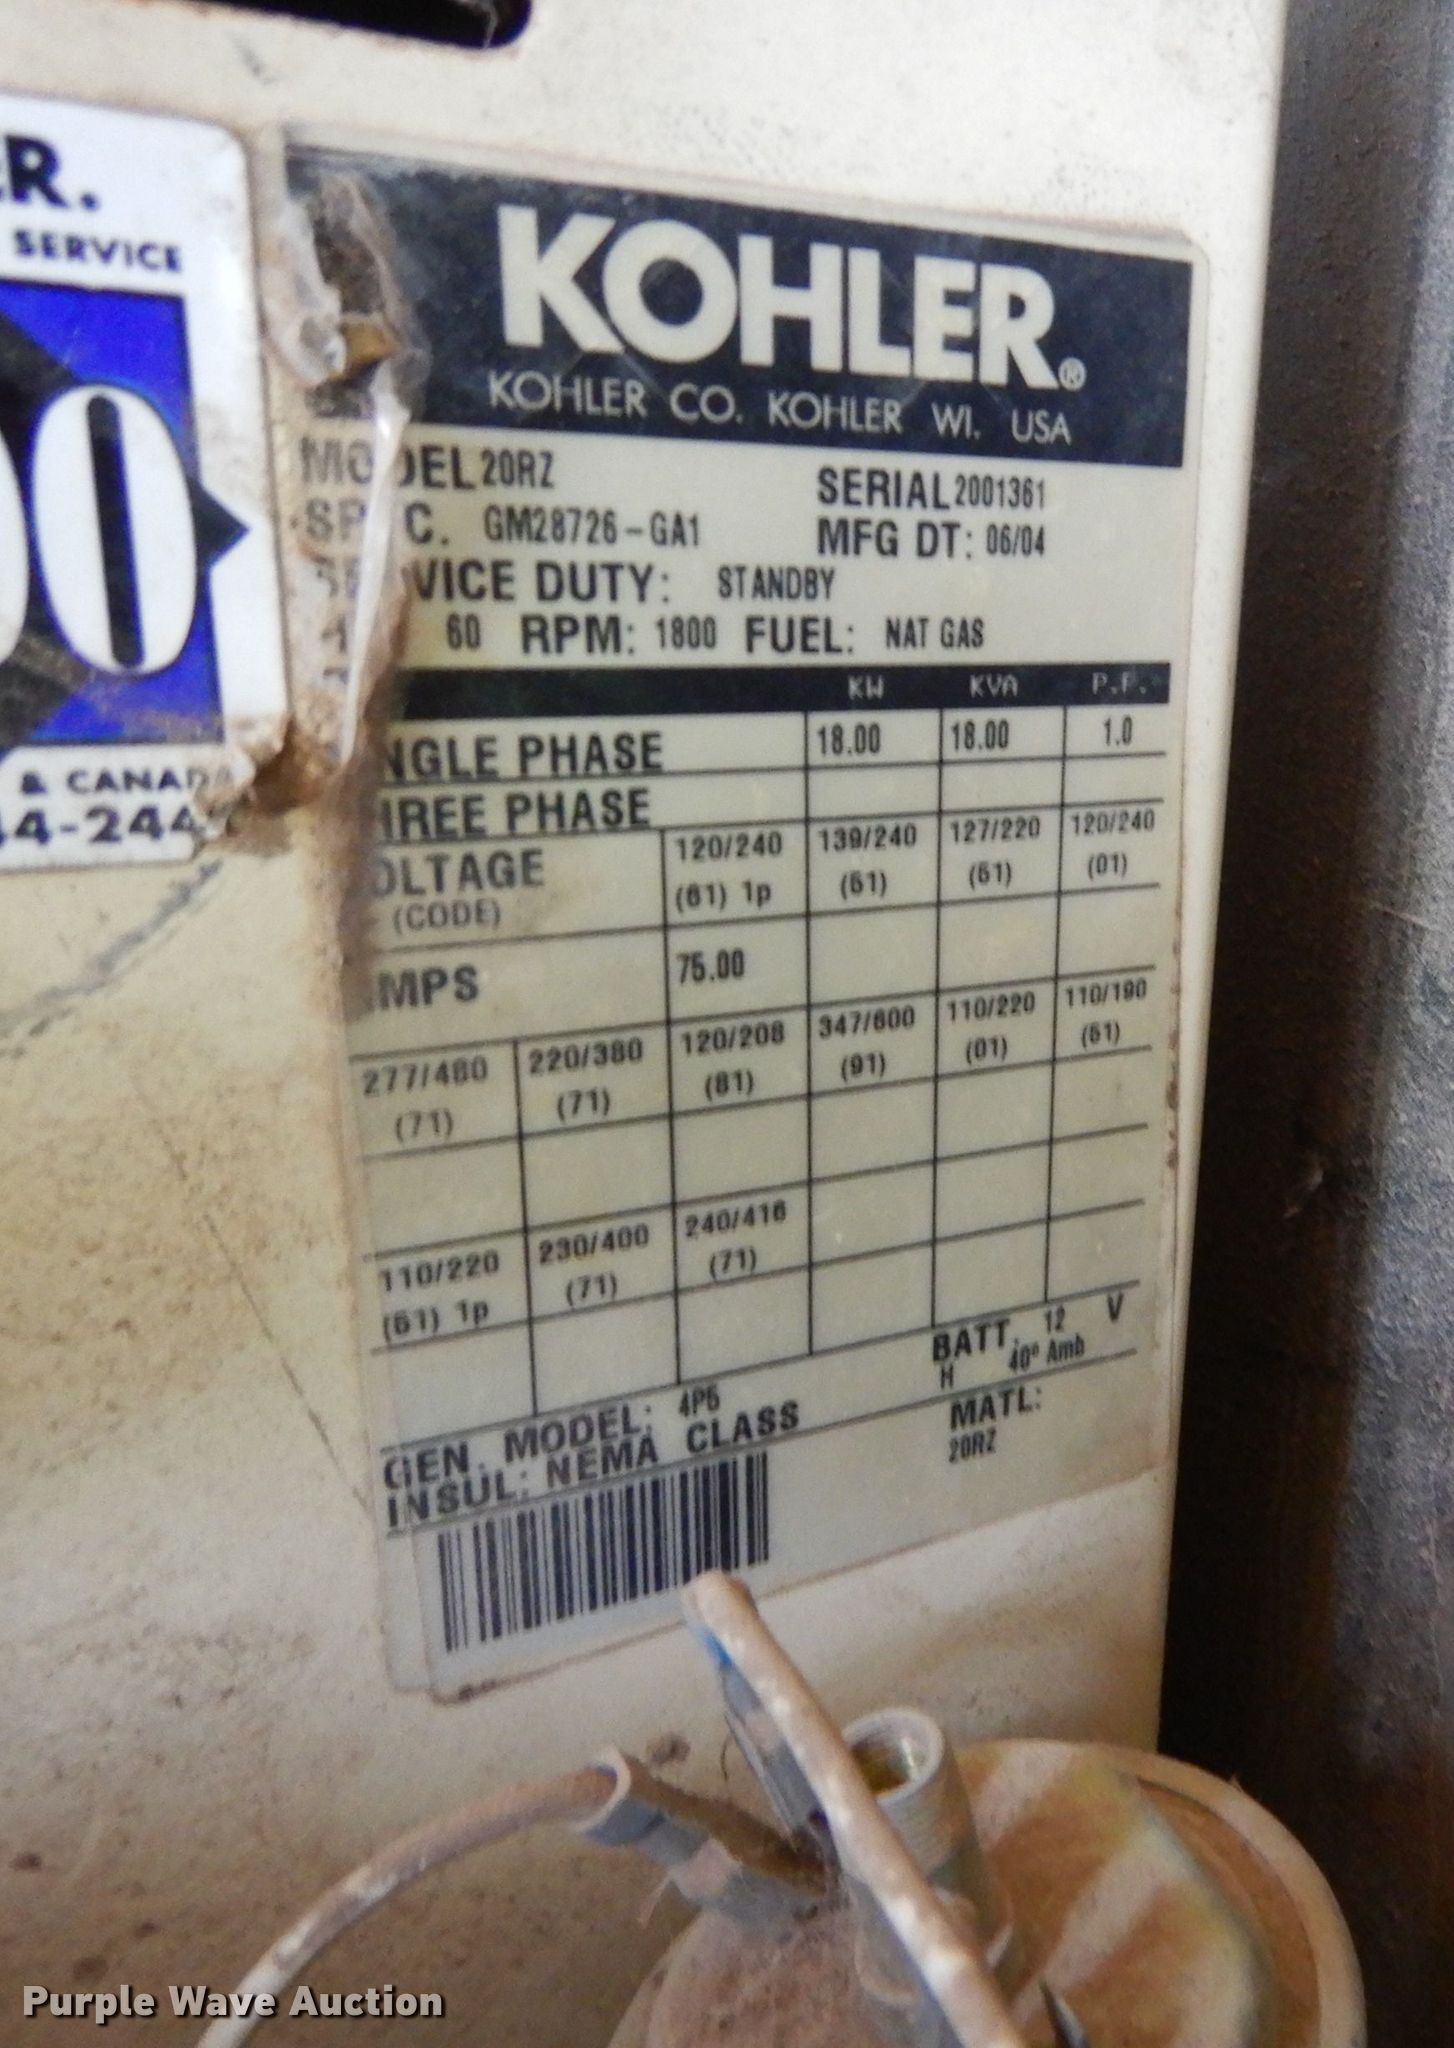 R.
SERVICE
00
& CANADA
44-244
KOHLER®
KOHLER CO. KOHLER WI. USA
MODEL 20RZ SERIAL 2001361
SPEC. GM28726-GA1 MFG DT: 06/04
SERVICE DUTY: STANDBY
60 RPM: 1800 FUEL: NAT GAS
KW KVA P.F.
NGLE PHASE 18.00 18.00 1.0
HREE PHASE
OLTAGE 120/240 139/240 127/220 120/240
(CODE) (61) 1p (61) (61) (01)
MPS 75.00
277/480 220/380 120/208 347/600 110/220 110/190
(71) (71) (81) (91) (01) (61)
110/220 230/400 240/416
(61) 1p (71) (71)
BATT. 12 V
GEN. MODEL: 4P5 H 40° Amb
INSUL: NEMA CLASS MATL:
20RZ
Purple Wave Auction